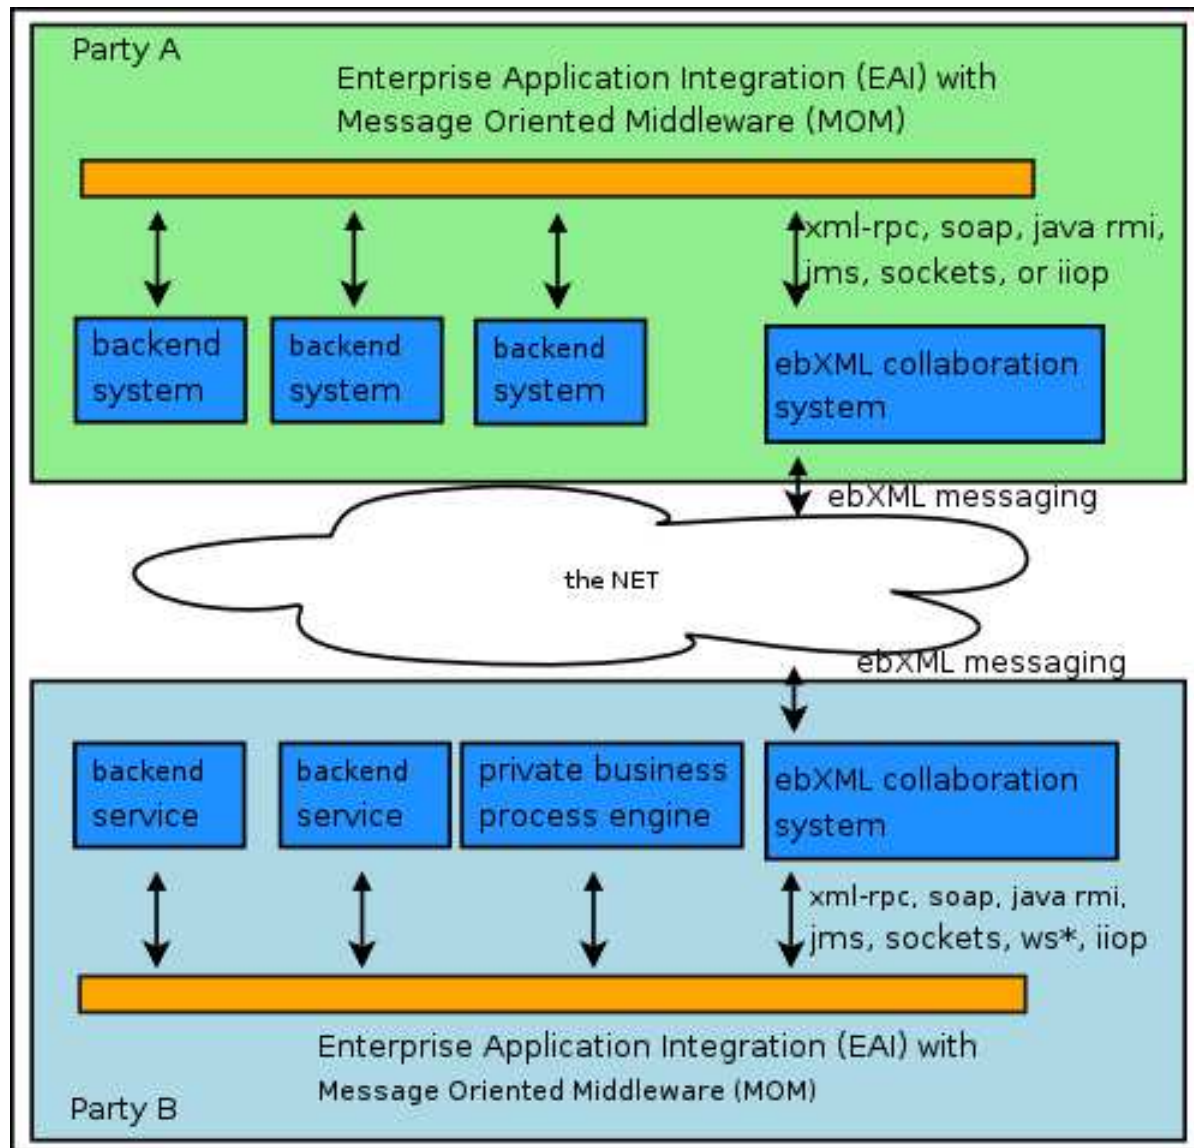 Party A
Enterprise Application Integration (EAI) with
Message Oriented Middleware (MOM)
xml-rpc, soap, java rmi,
jms, sockets, or iiop
backend
system
backend
system
backend
system
ebXML collaboration
system
ebXML messaging
the NET
ebXML messaging
backend
service
backend
service
private business
process engine
ebXML collaboration
system
xml-rpc, soap, java rmi,
jms, sockets, ws*, iiop
Enterprise Application Integration (EAI) with
Message Oriented Middleware (MOM)
Party B